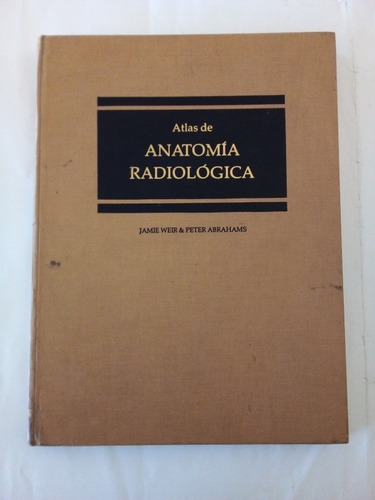 Atlas de
ANATOMÍA
RADIOLÓGICA
JAMIE WEIR & PETER ABRAHAMS